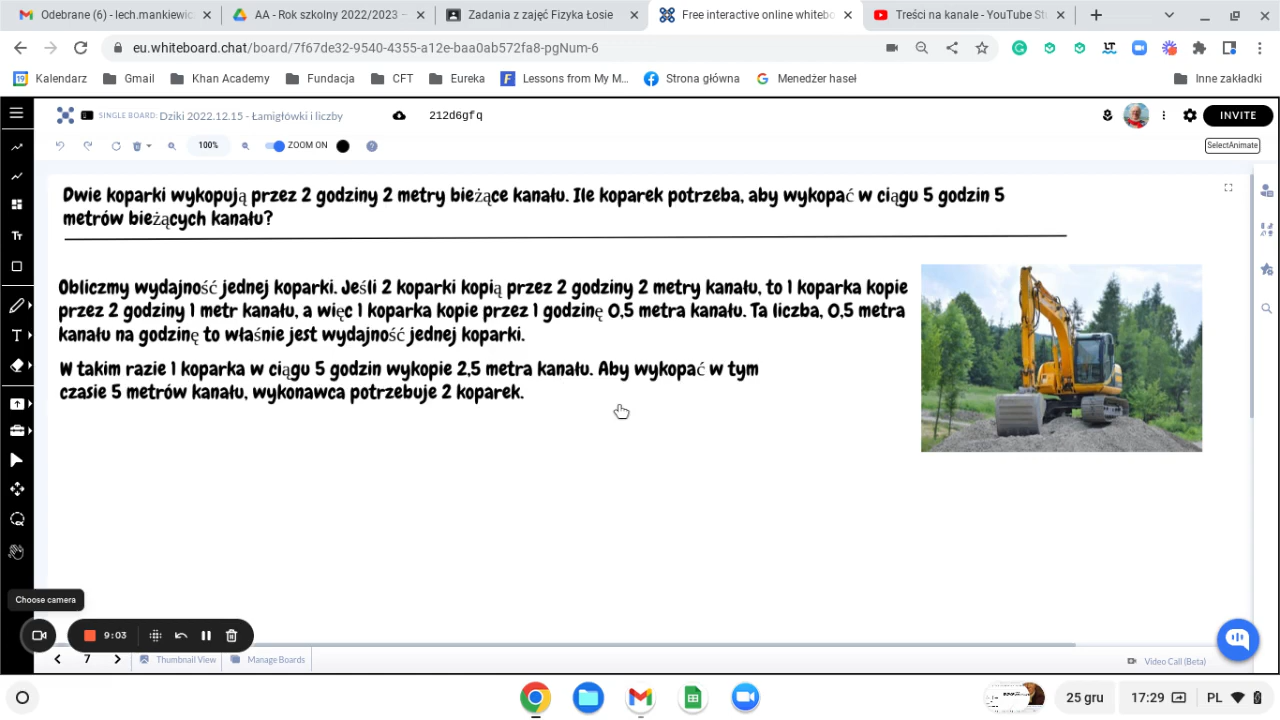 Odebrane (6) - lech.mankiewic
AA - Rok szkolny 2022/2023 –
Zadania z zajęć Fizyka Łosie
Free interactive online whitebo
Treści na kanale - YouTube St
eu.whiteboard.chat/board/7f67de32-9540-4355-a12e-bab0ab572fa8-pgNum-6
Kalendarz
Gmail
Khan Academy
Fundacja
CFT
Eureka
Lessons from My M...
Strona główna
Menedżer haseł
Inne zakładki
SINGLE BOARD: Dziki 2022.12.15 - Łamigłówki i liczby
212d6gfq
INVITE
100%
ZOOM ON
SelectAnimate
Dwie koparki wykopują przez 2 godziny 2 metry bieżące kanału. Ile koparek potrzeba, aby wykopać w ciągu 5 godzin 5
metrów bieżących kanału?
Obliczmy wydajność jednej koparki. Jeśli 2 koparki kopią przez 2 godziny 2 metry kanału, to 1 koparka kopie
przez 2 godziny 1 metr kanału, a więc 1 koparka kopie przez 1 godzinę 0,5 metra kanału. Ta liczba, 0,5 metra
kanału na godzinę to właśnie jest wydajność jednej koparki.
W takim razie 1 koparka w ciągu 5 godzin wykopie 2,5 metra kanału. Aby wykopać w tym
czasie 5 metrów kanału, wykonawca potrzebuje 2 koparek.
Choose camera
9:03
7
Thumbnail View
Manage Boards
Video Call (Beta)
25 gru
17:29
PL